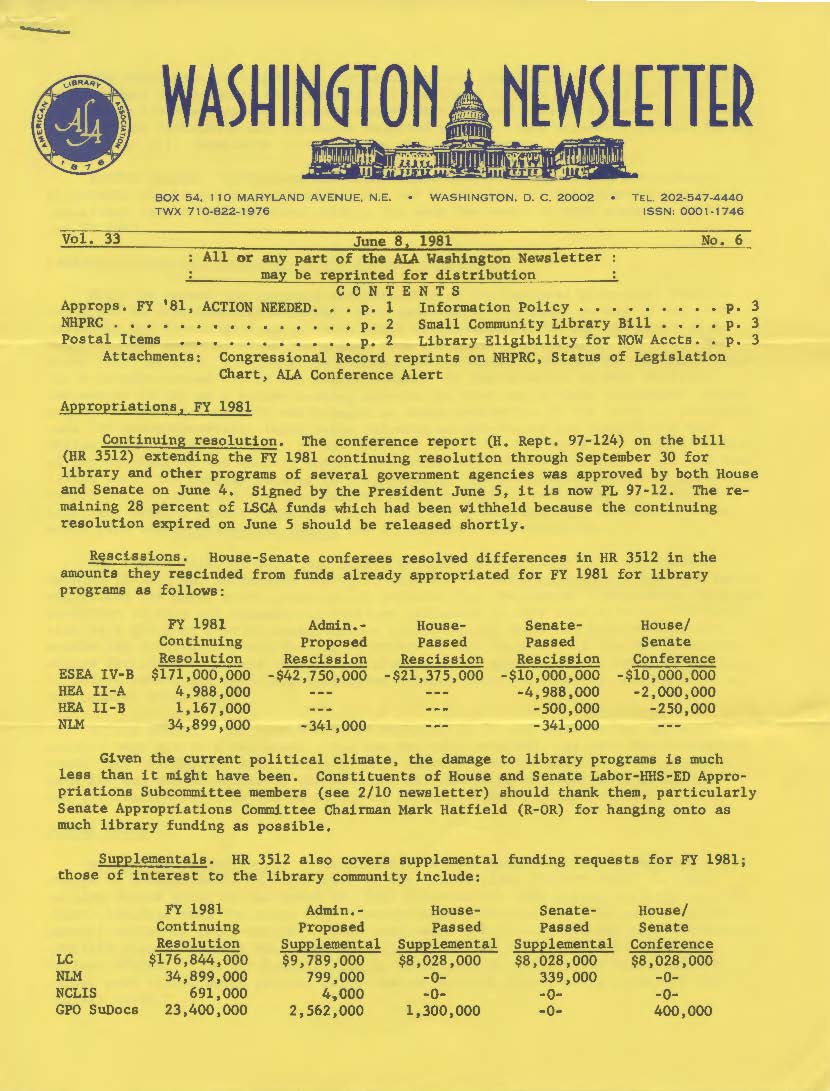 AMERICAN LIBRARY ASSOCIATION
ALA
1876
WASHINGTON NEWSLETTER
BOX 54, 110 MARYLAND AVENUE, N.E. • WASHINGTON, D. C. 20002 • TEL. 202-547-4440
TWX 710-822-1976 ISSN: 0001-1746
Vol. 33 June 8, 1981 No. 6
: All or any part of the ALA Washington Newsletter :
: may be reprinted for distribution :
C O N T E N T S
Approps. FY '81, ACTION NEEDED. . . p. 1 Information Policy . . . . . . . . . p. 3
NHPRC . . . . . . . . . . . . . . . . p. 2 Small Community Library Bill . . . . p. 3
Postal Items . . . . . . . . . . . p. 2 Library Eligibility for NOW Accts. . p. 3
Attachments: Congressional Record reprints on NHPRC, Status of Legislation
Chart, ALA Conference Alert
Appropriations, FY 1981
Continuing resolution. The conference report (H. Rept. 97-124) on the bill
(HR 3512) extending the FY 1981 continuing resolution through September 30 for
library and other programs of several government agencies was approved by both House
and Senate on June 4. Signed by the President June 5, it is now PL 97-12. The re-
maining 28 percent of LSCA funds which had been withheld because the continuing
resolution expired on June 5 should be released shortly.
Rescissions. House-Senate conferees resolved differences in HR 3512 in the
amounts they rescinded from funds already appropriated for FY 1981 for library
programs as follows:
FY 1981 Admin.- House- Senate- House/
Continuing Proposed Passed Passed Senate
Resolution Rescission Rescission Rescission Conference
ESEA IV-B $171,000,000 -$42,750,000 -$21,375,000 -$10,000,000 -$10,000,000
HEA II-A 4,988,000 --- --- -4,988,000 -2,000,000
HEA II-B 1,167,000 --- --- -500,000 -250,000
NLM 34,899,000 -341,000 --- -341,000 ---
Given the current political climate, the damage to library programs is much
less than it might have been. Constituents of House and Senate Labor-HHS-ED Appro-
priations Subcommittee members (see 2/10 newsletter) should thank them, particularly
Senate Appropriations Committee Chairman Mark Hatfield (R-OR) for hanging onto as
much library funding as possible.
Supplementals. HR 3512 also covers supplemental funding requests for FY 1981;
those of interest to the library community include:
FY 1981 Admin.- House- Senate- House/
Continuing Proposed Passed Passed Senate
Resolution Supplemental Supplemental Supplemental Conference
LC $176,844,000 $9,789,000 $8,028,000 $8,028,000 $8,028,000
NLM 34,899,000 799,000 -0- 339,000 -0-
NCLIS 691,000 4,000 -0- -0- -0-
GPO SuDocs 23,400,000 2,562,000 1,300,000 -0- 400,000